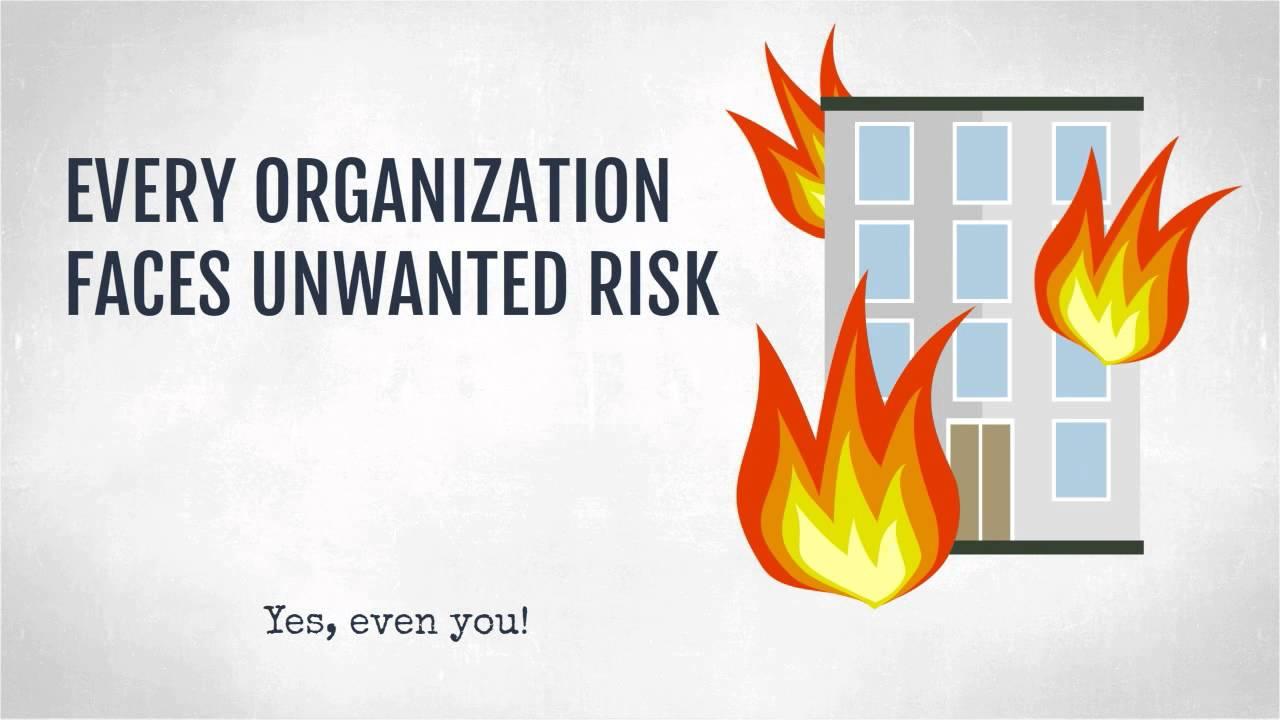 EVERY ORGANIZATION
FACES UNWANTED RISK
Yes, even you!